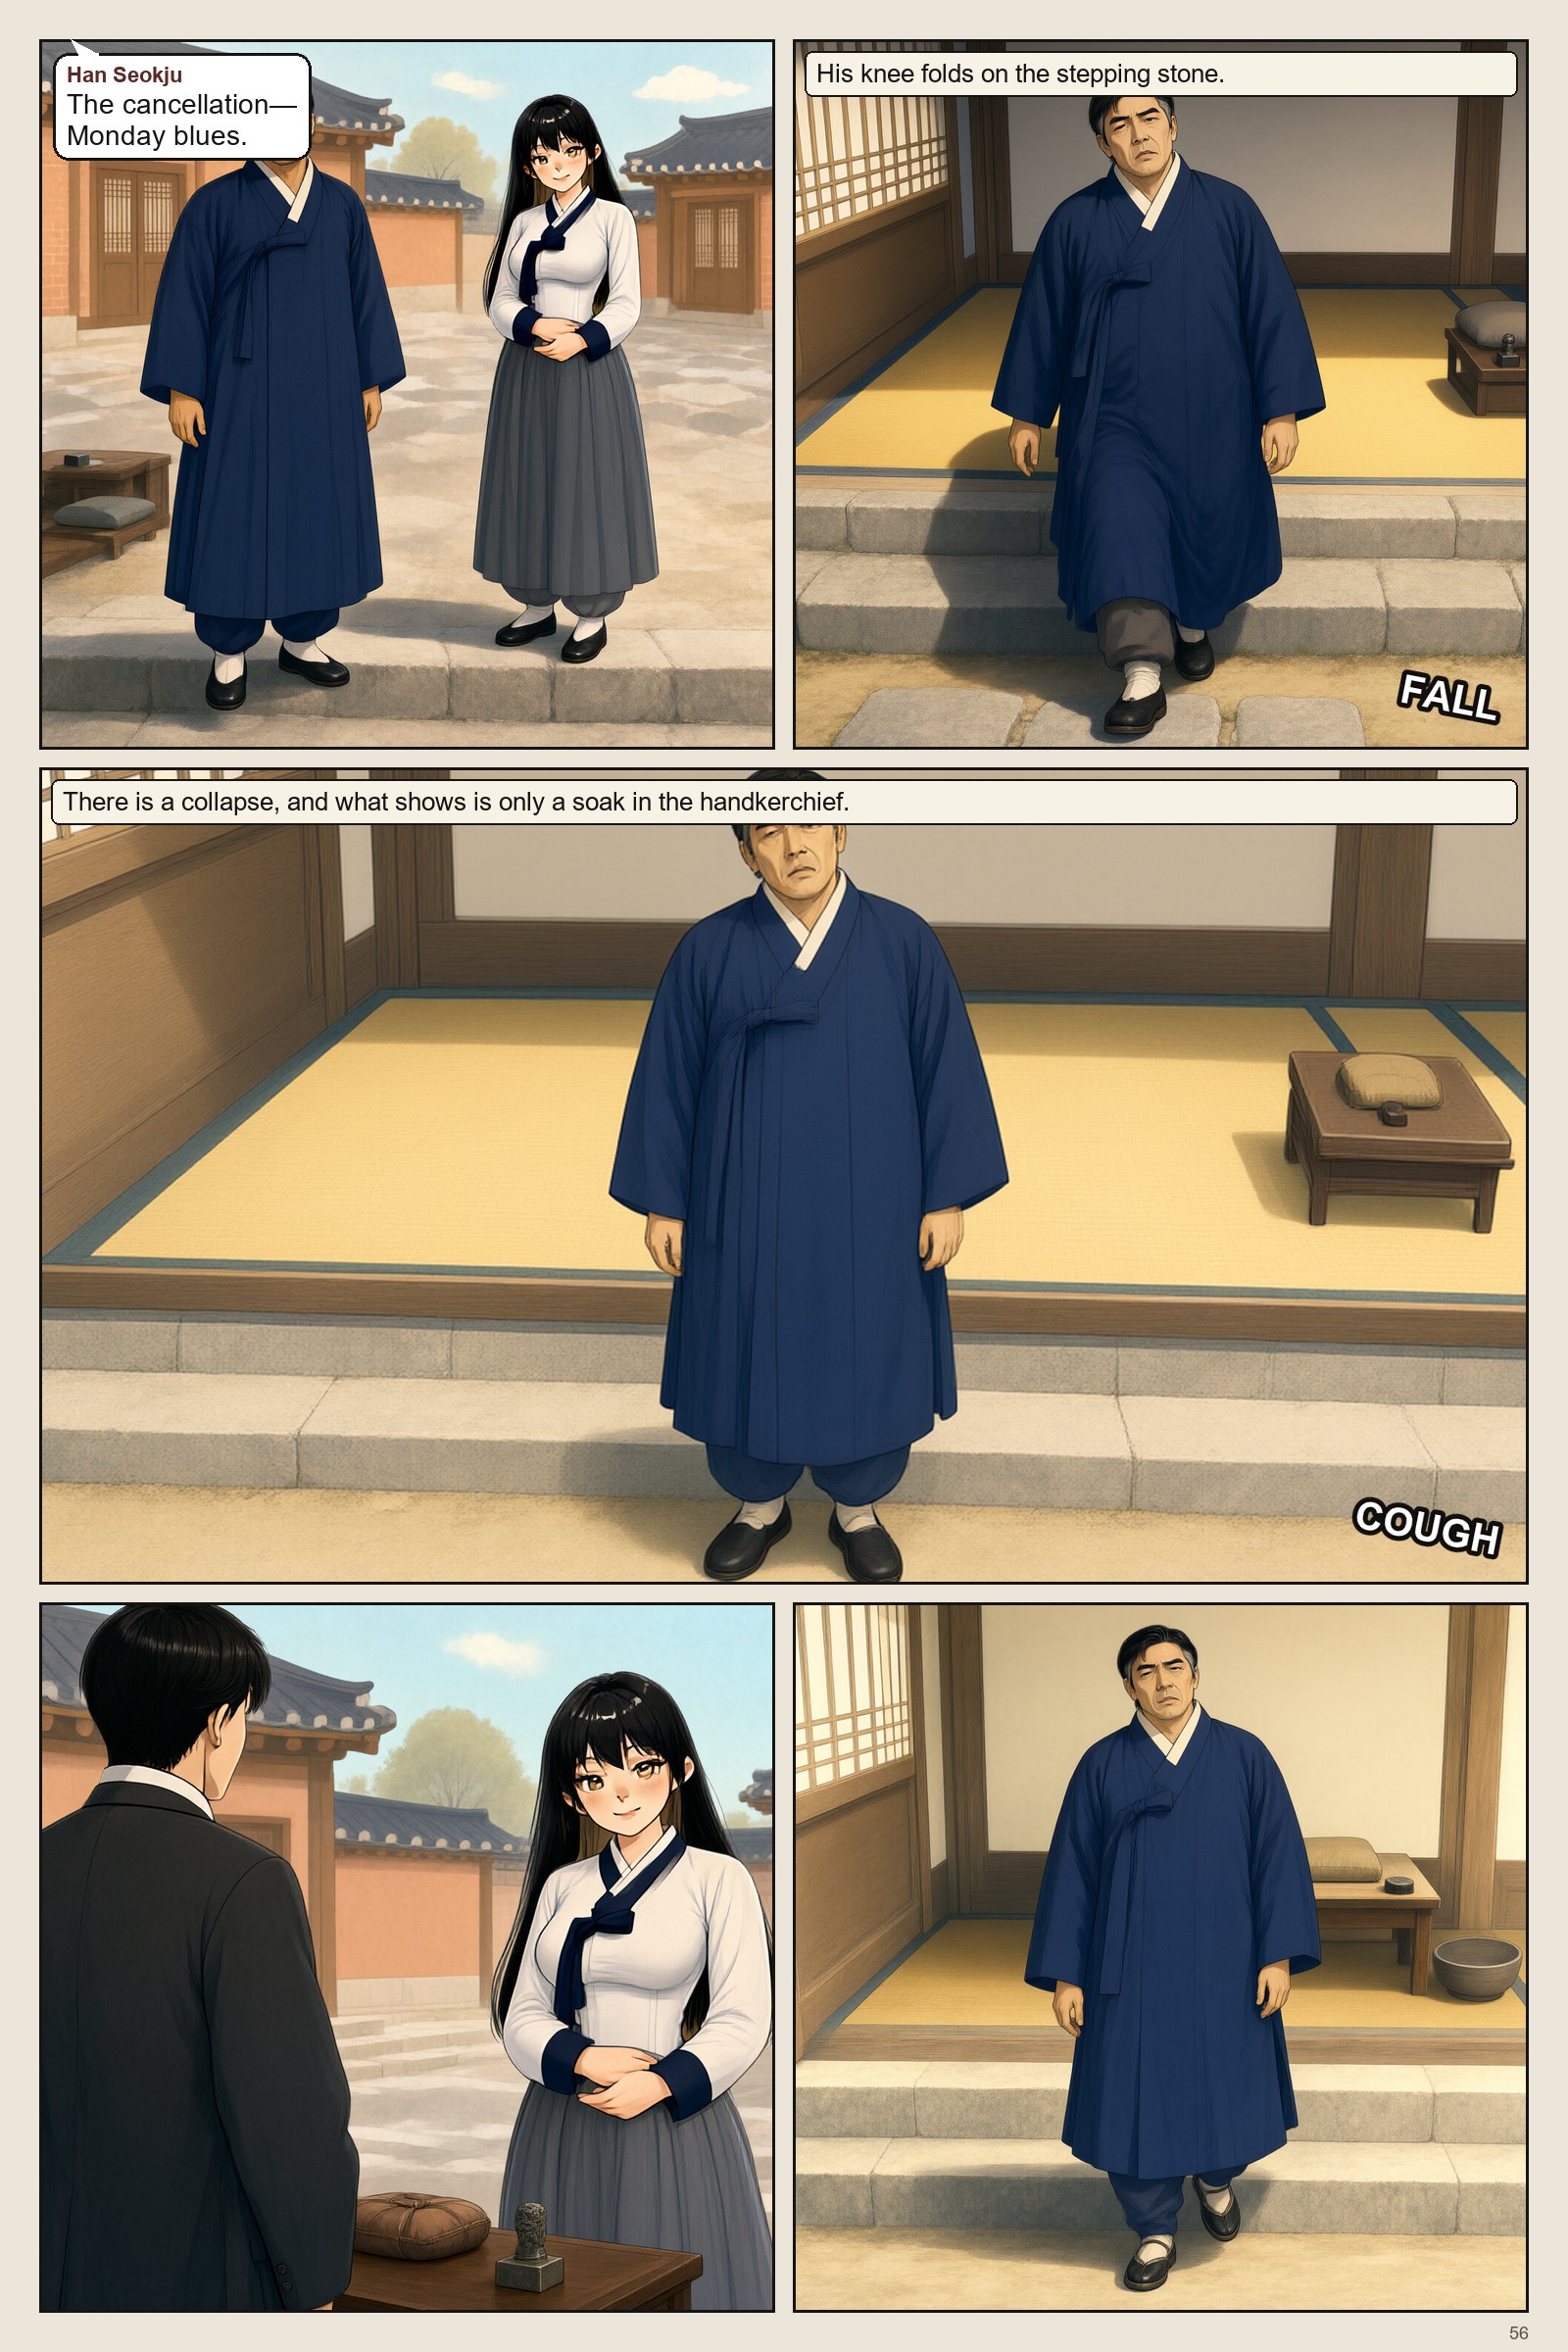 Han Seokju
The cancellation—
Monday blues.
His knee folds on the stepping stone.
FALL
There is a collapse, and what shows is only a soak in the handkerchief.
COUGH
56